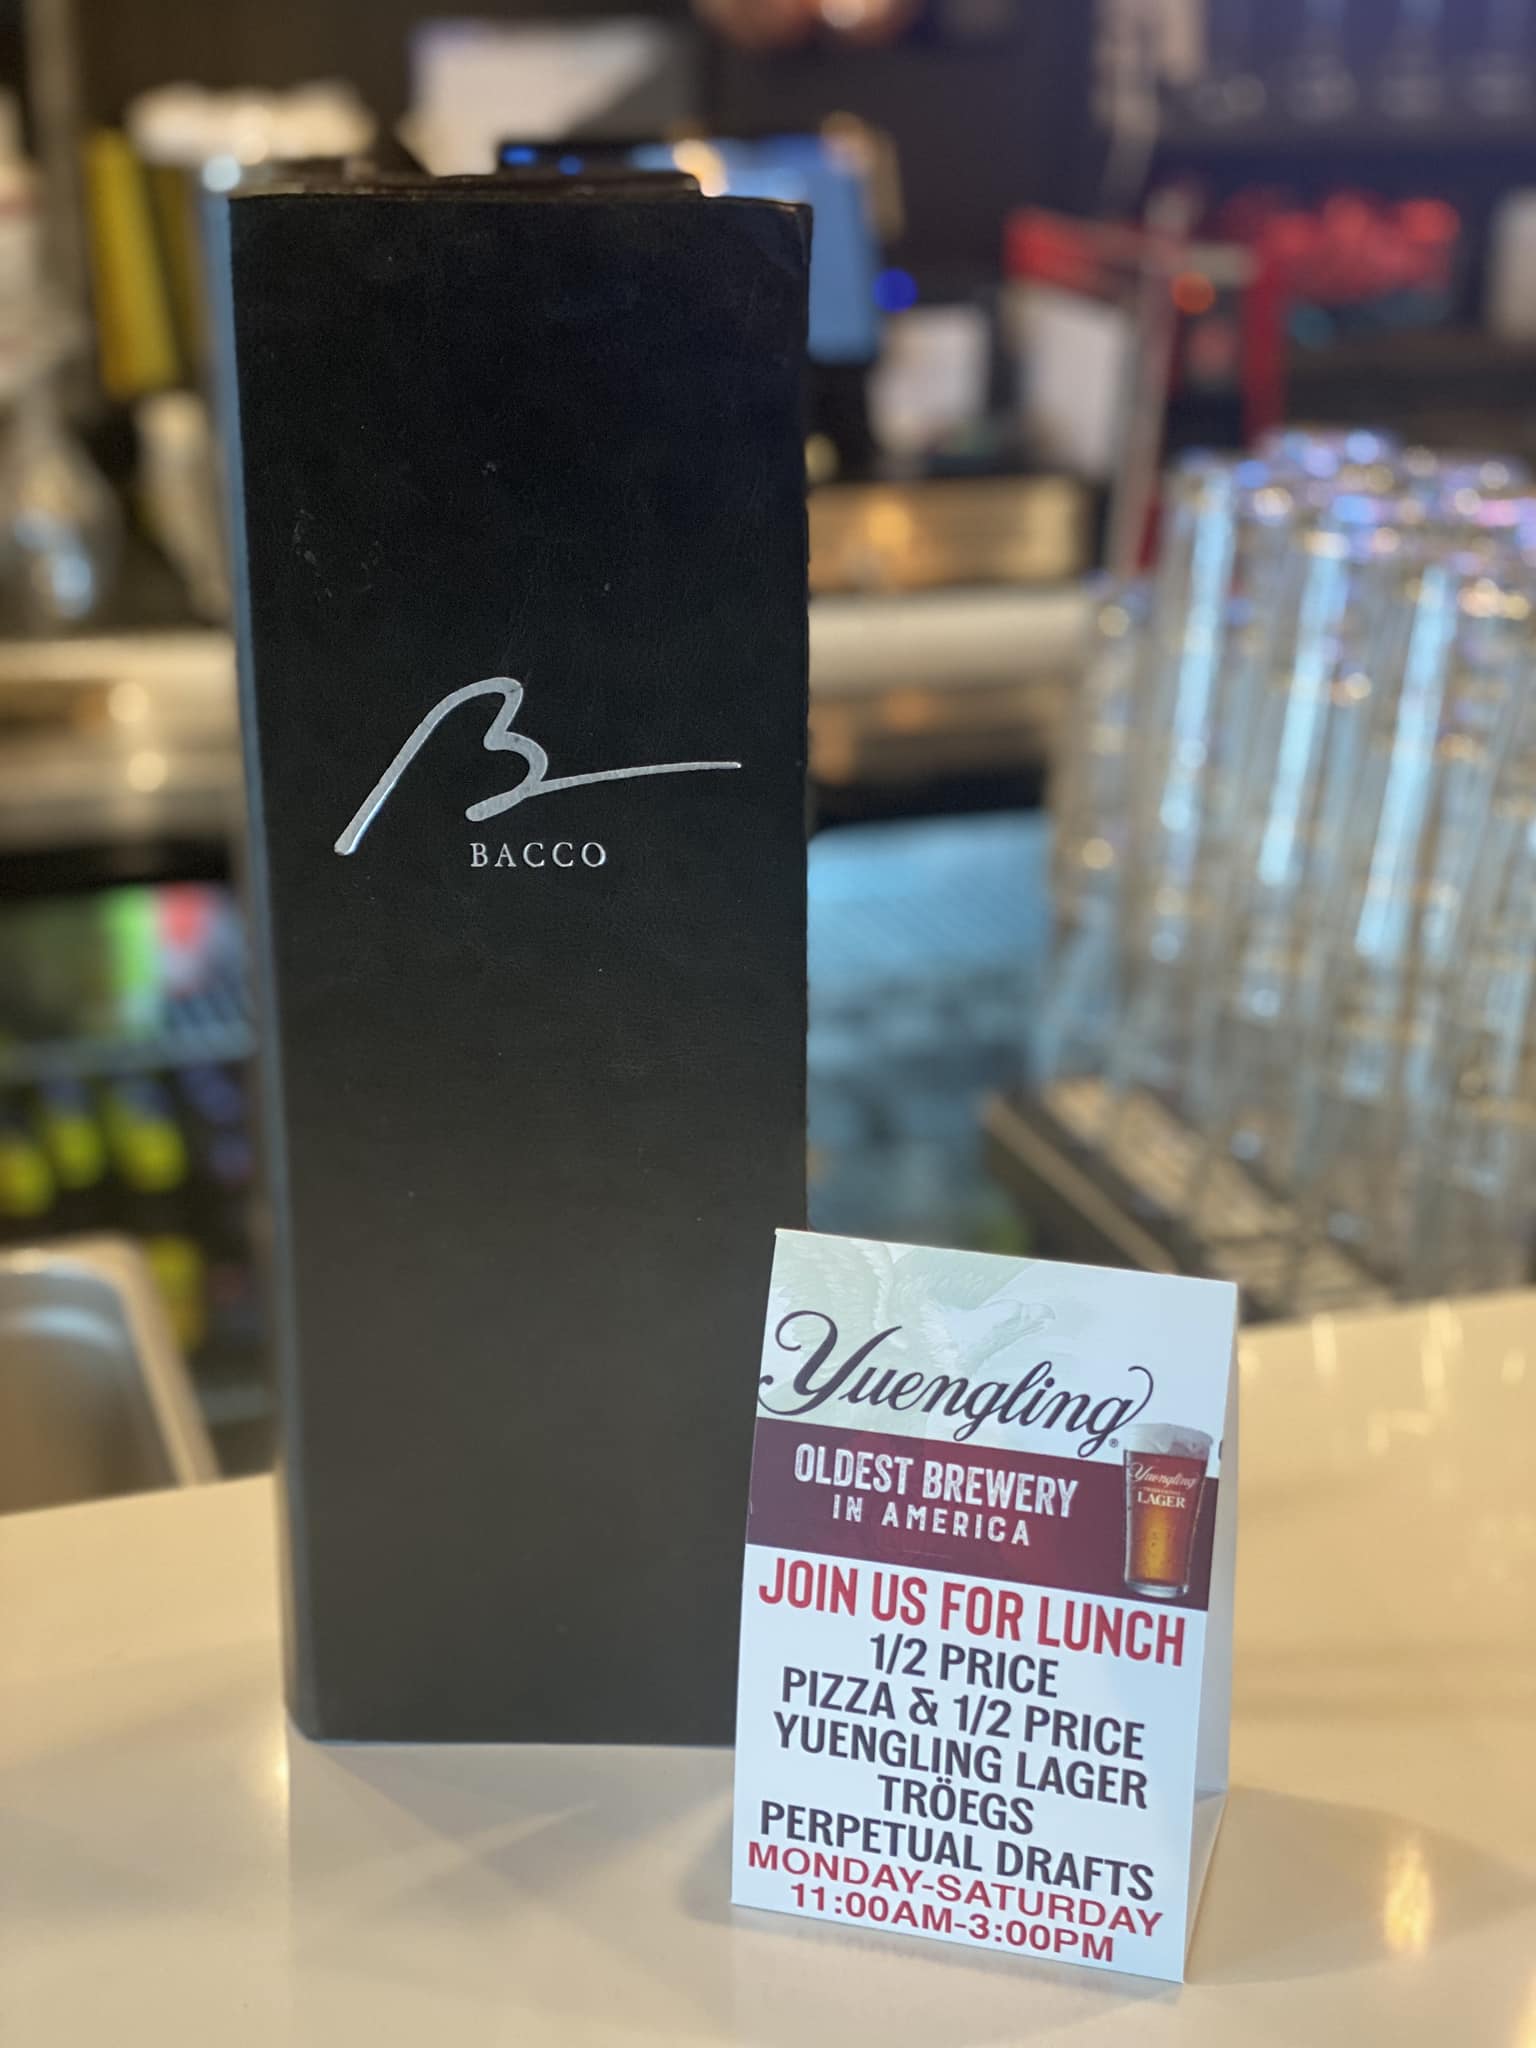 BACCO
Yuengling®
OLDEST BREWERY
IN AMERICA
Yuengling
LAGER
JOIN US FOR LUNCH
1/2 PRICE
PIZZA & 1/2 PRICE
YUENGLING LAGER
TRÖEGS
PERPETUAL DRAFTS
MONDAY-SATURDAY
11:00AM-3:00PM